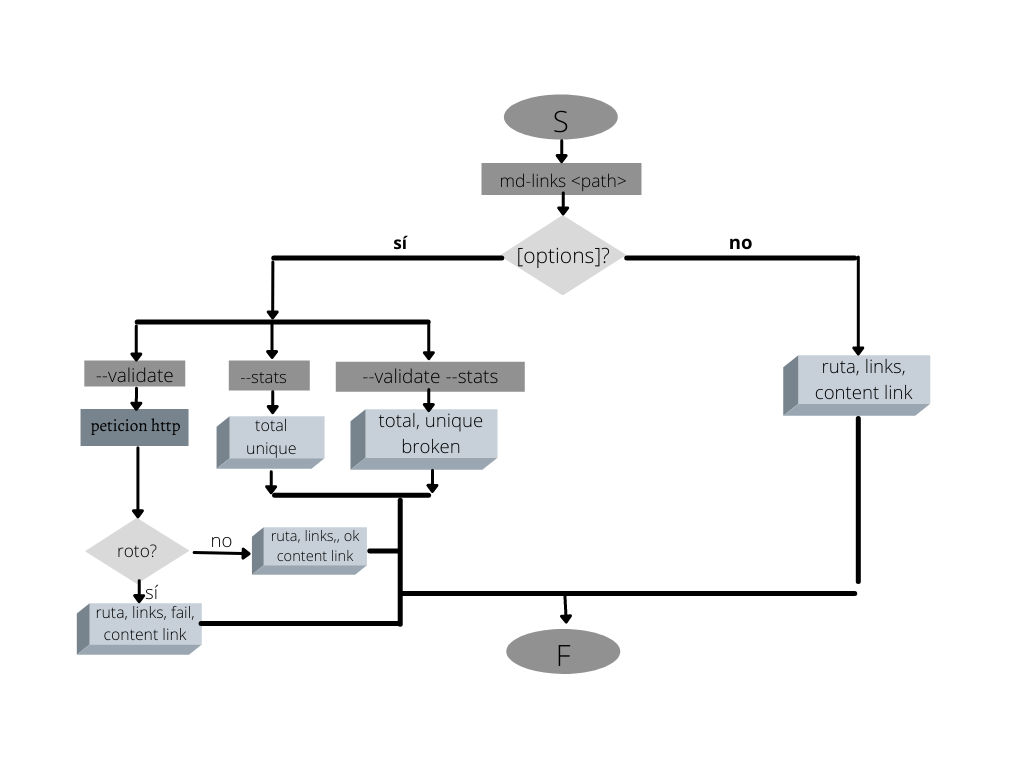 S
md-links <path>
[options]?
sí
no
--validate
--stats
--validate --stats
ruta, links,
content link
peticion http
total
unique
total, unique
broken
roto?
no
ruta, links,, ok
content link
sí
ruta, links, fail,
content link
F